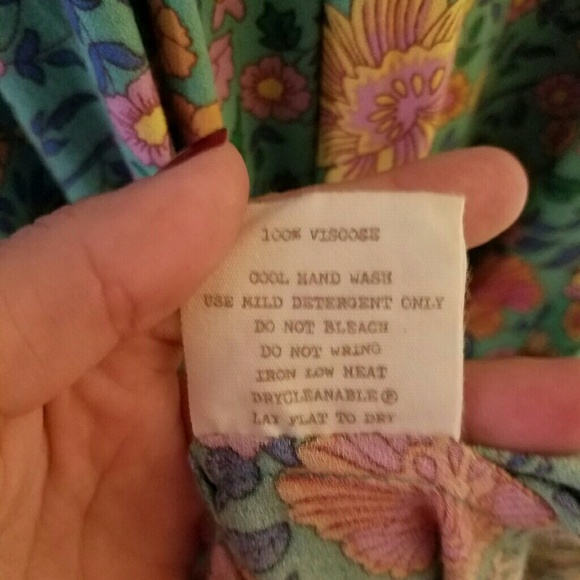 100% VISCOSE
COOL HAND WASH
USE MILD DETERGENT ONLY
DO NOT BLEACH
DO NOT WRING
IRON LOW HEAT
DRYCLEANABLE Ⓟ
LAY FLAT TO DRY